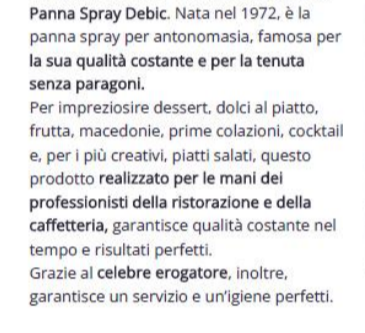 Panna Spray Debic. Nata nel 1972, è la
panna spray per antonomasia, famosa per
la sua qualità costante e per la tenuta
senza paragoni.
Per impreziosire dessert, dolci al piatto,
frutta, macedonie, prime colazioni, cocktail
e, per i più creativi, piatti salati, questo
prodotto realizzato per le mani dei
professionisti della ristorazione e della
caffetteria, garantisce qualità costante nel
tempo e risultati perfetti.
Grazie al celebre erogatore, inoltre,
garantisce un servizio e un'igiene perfetti.